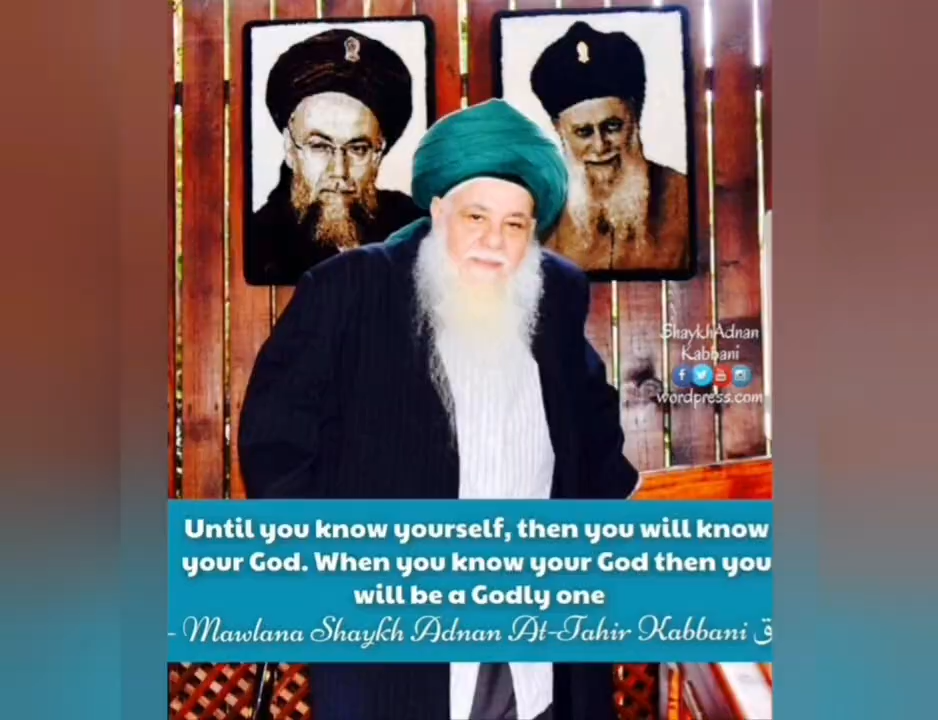 ShaykhAdnan
Kabbani
wordpress.com
Until you know yourself, then you will know
your God. When you know your God then you
will be a Godly one
- Mawlana Shaykh Adnan At-Tahir Kabbani ق